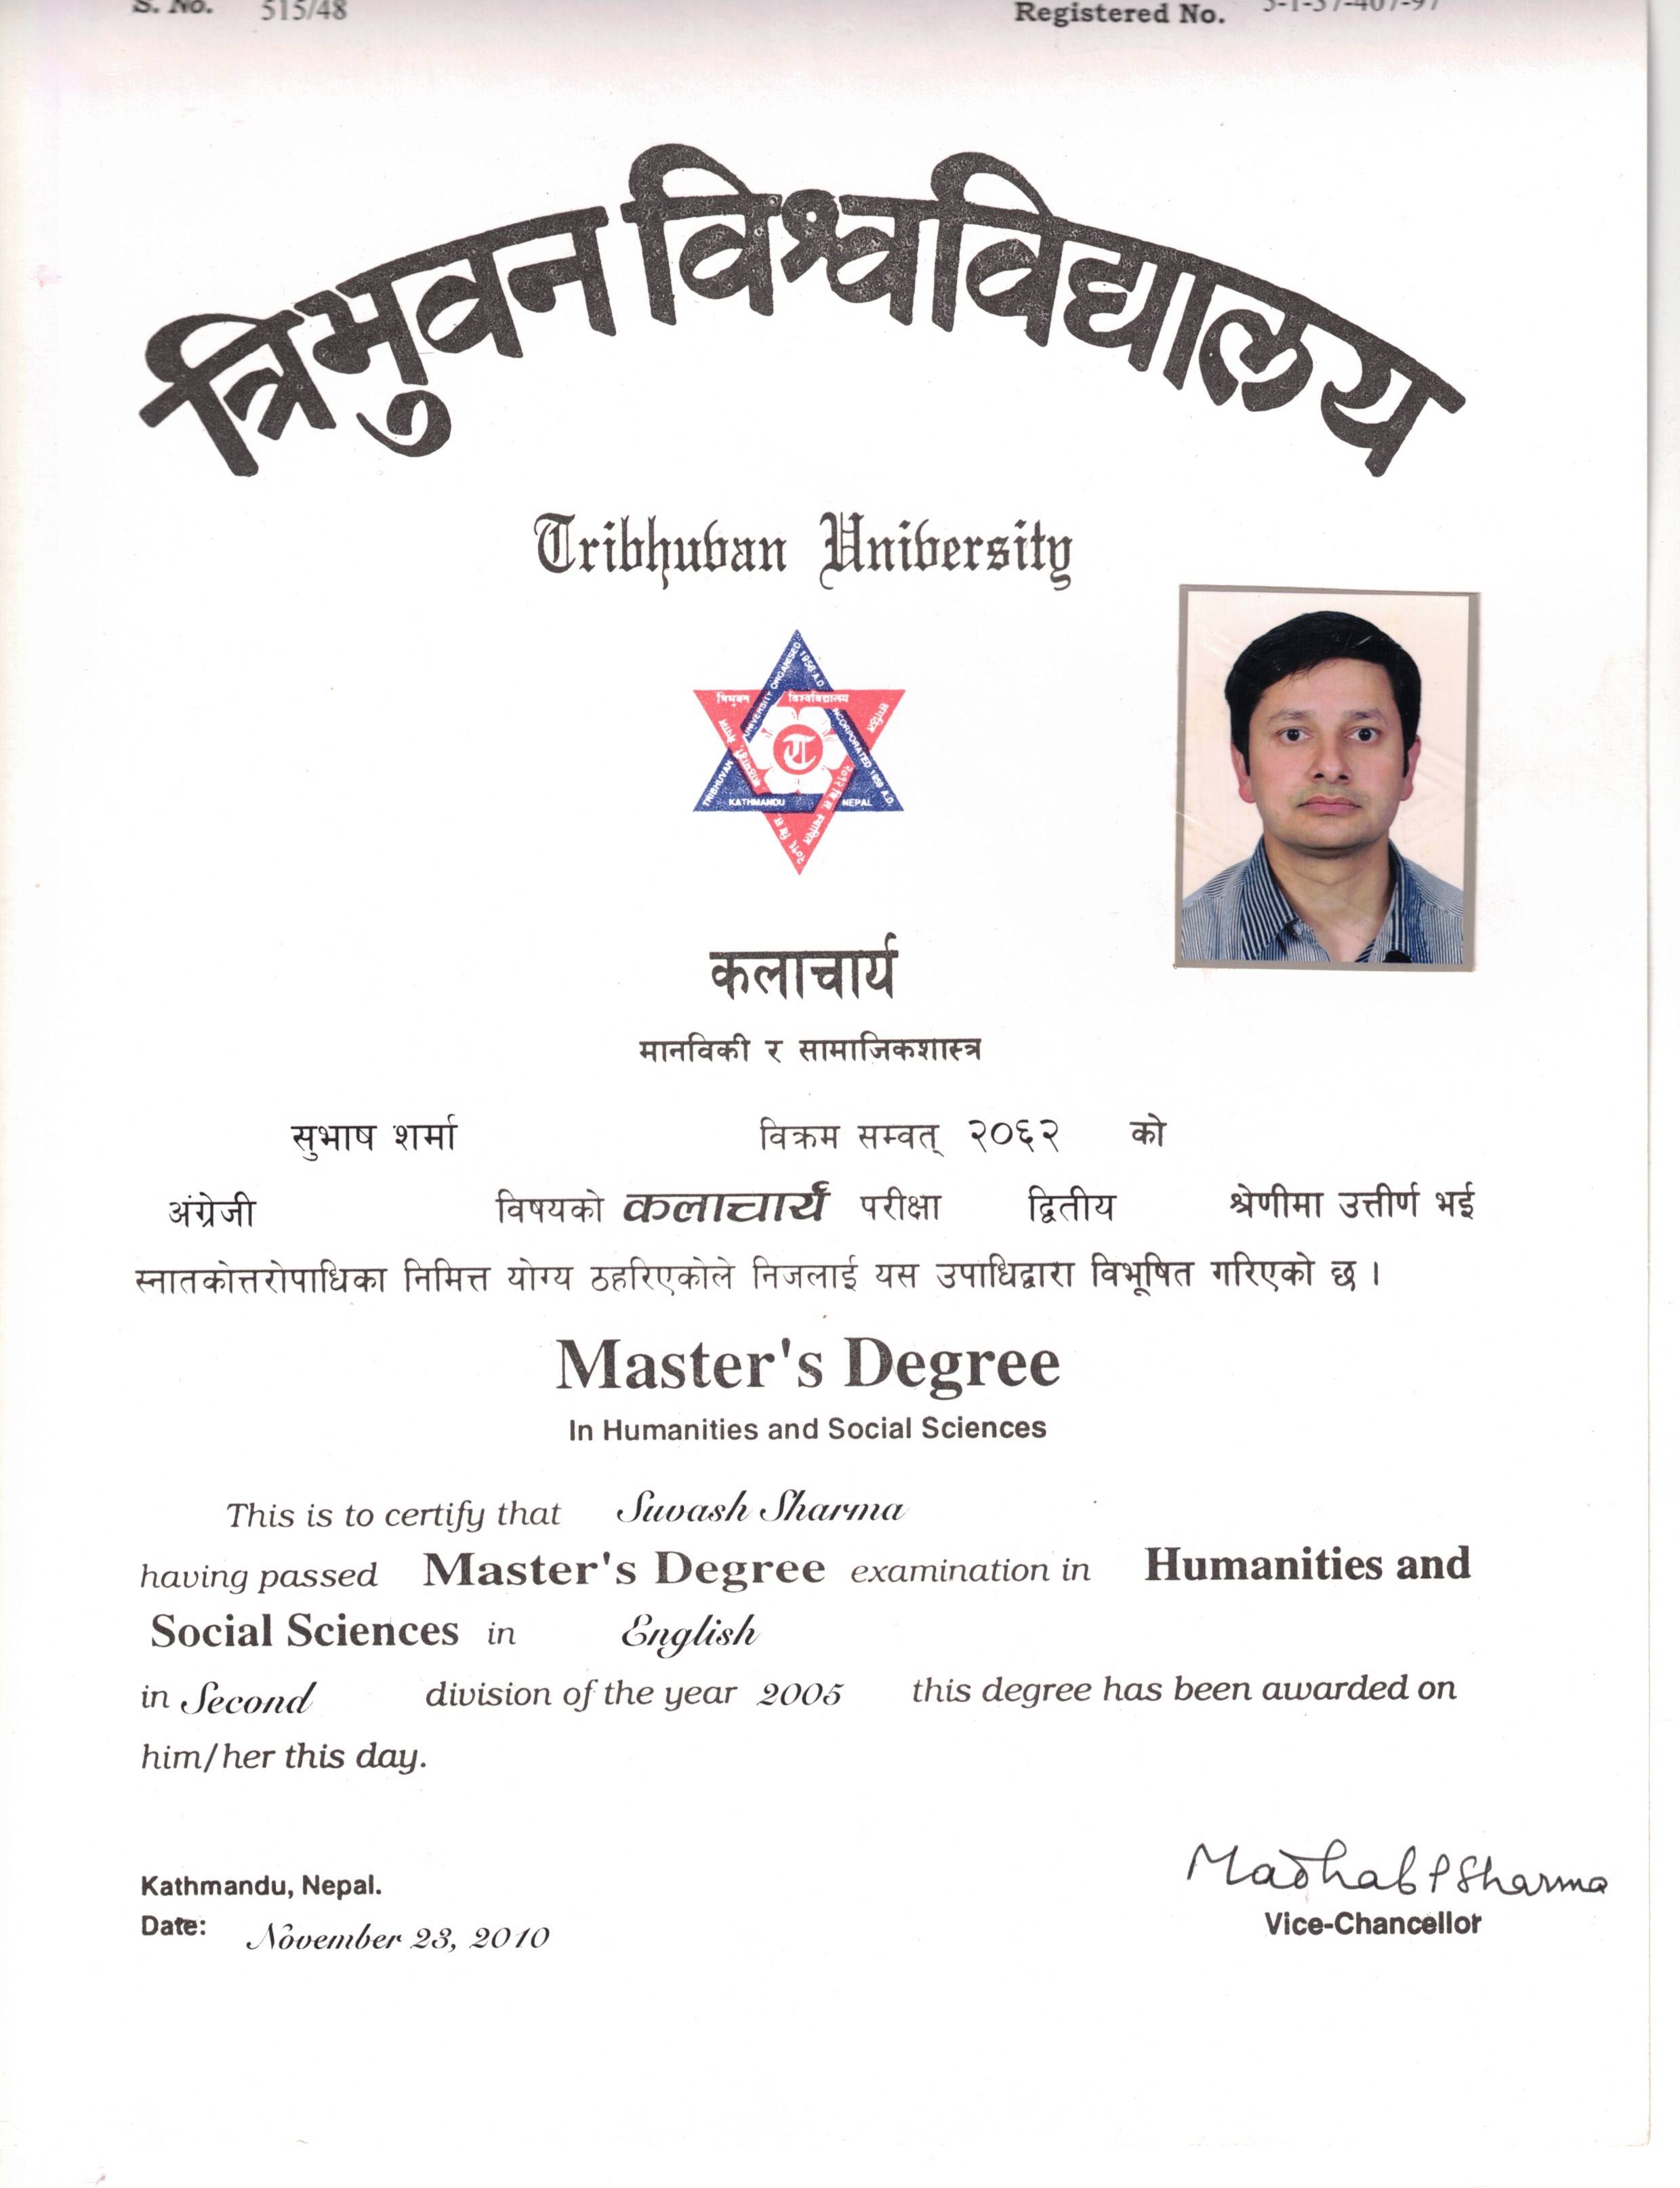 S. No. 515/48 Registered No. 5-1-37-407-97
त्रिभुवन विश्वविद्यालय
Tribhuvan University
त्रिभुवन विश्वविद्यालय
TRIBHUVAN UNIVERSITY ORGANISED 1956 A.D.
INCORPORATED 1959 A.D.
KATHMANDU NEPAL
कलाचार्य
मानविकी र सामाजिकशास्त्र
सुभाष शर्मा विक्रम सम्वत् २०६२ को
अंग्रेजी विषयको कलाचार्य परीक्षा द्वितीय श्रेणीमा उत्तीर्ण भई
स्नातकोत्तरोपाधिका निमित्त योग्य ठहरिएकोले निजलाई यस उपाधिद्वारा विभूषित गरिएको छ ।
Master's Degree
In Humanities and Social Sciences
This is to certify that Suvash Sharma
having passed Master's Degree examination in Humanities and
Social Sciences in English
in Second division of the year 2005 this degree has been awarded on
him/her this day.
Madhab P Sharma
Kathmandu, Nepal.
Vice-Chancellor
Date: November 23, 2010